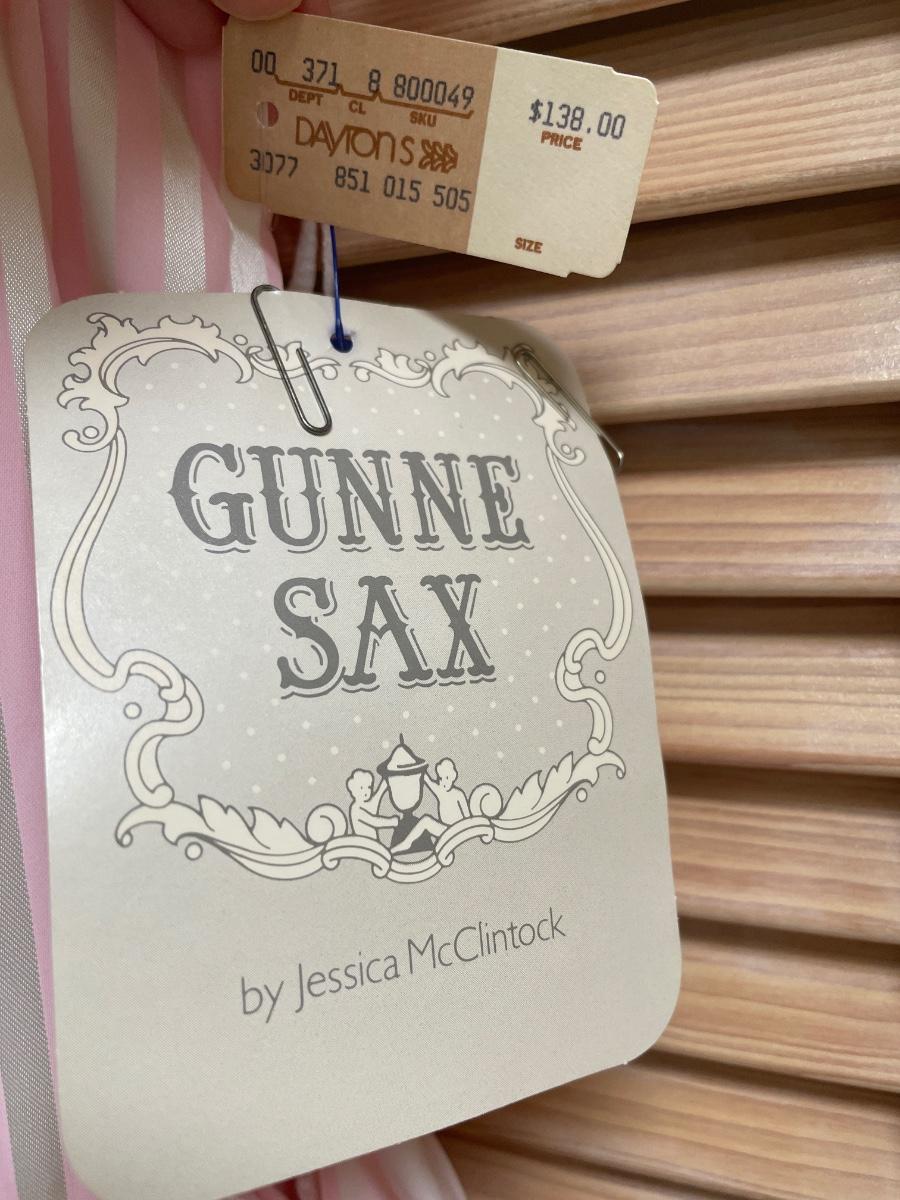 00 371 8 800049
DEPT CL SKU
DAYTON'S
3077 851 015 505
$138.00
PRICE
SIZE
GUNNE
SAX
by Jessica McClintock